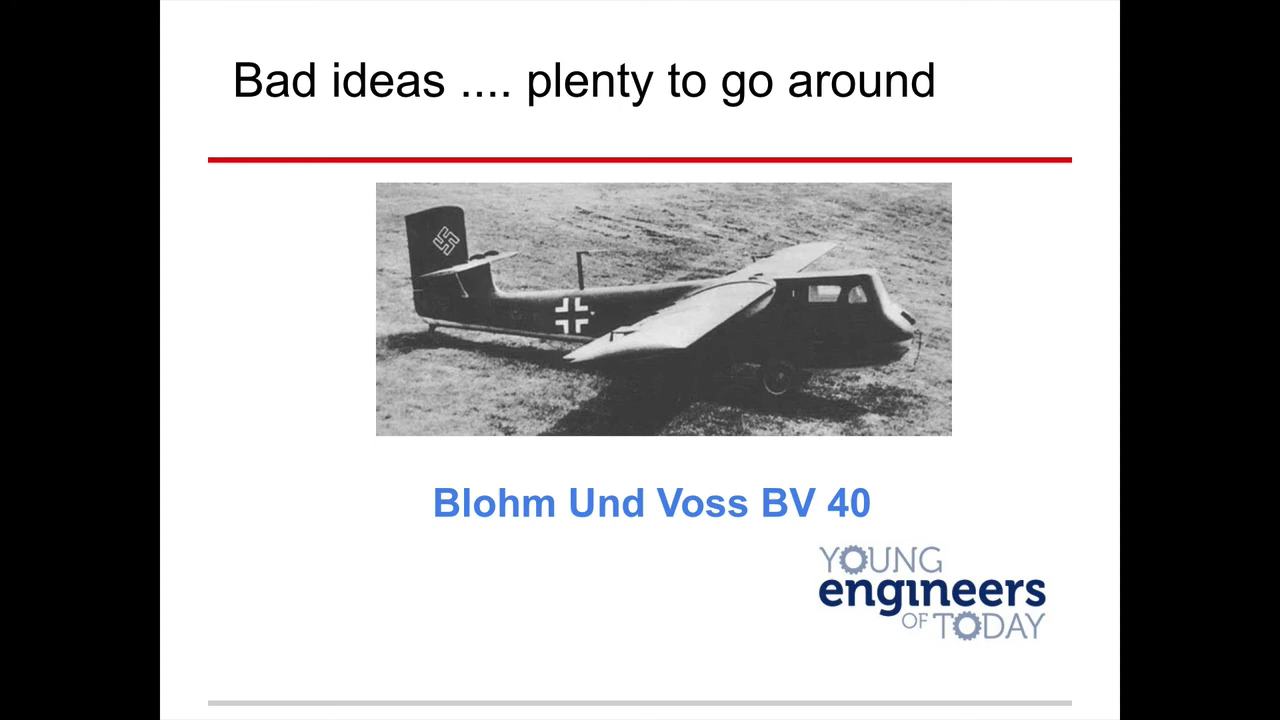 Bad ideas .... plenty to go around
Blohm Und Voss BV 40
YOUNG
engineers
OF TODAY